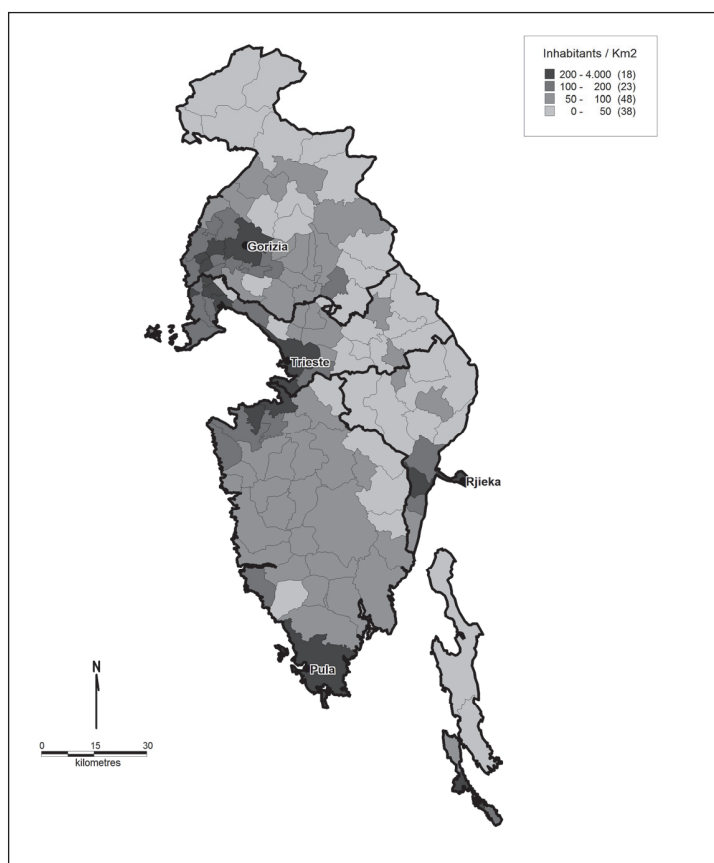 Inhabitants / Km2
200 - 4.000 (18)
100 - 200 (23)
50 - 100 (48)
0 - 50 (38)
Gorizia
Trieste
Rjieka
Pula
N
0 15 30
kilometres